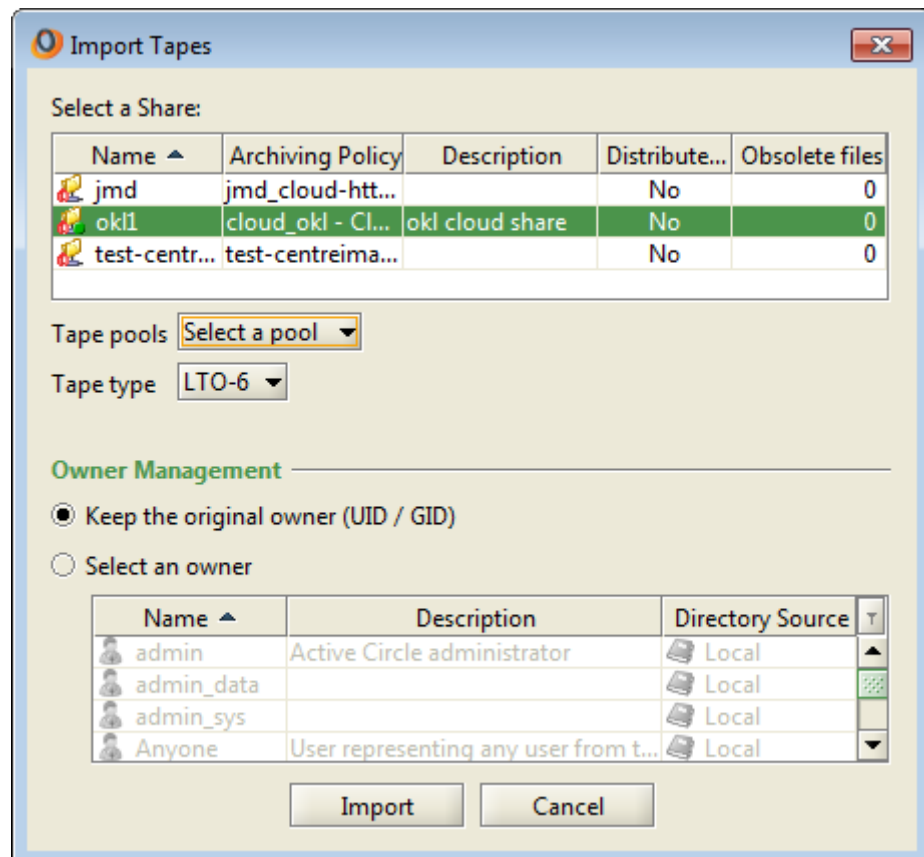 Import Tapes
Select a Share:
Name Archiving Policy Description Distribute... Obsolete files
jmd jmd_cloud-htt... No 0
okl1 cloud_okl - Cl... okl cloud share No 0
test-centr... test-centreima... No 0
Tape pools Select a pool
Tape type LTO-6
Owner Management
Keep the original owner (UID / GID)
Select an owner
Name Description Directory Source
admin Active Circle administrator Local
admin_data Local
admin_sys Local
Anyone User representing any user from t... Local
Import Cancel